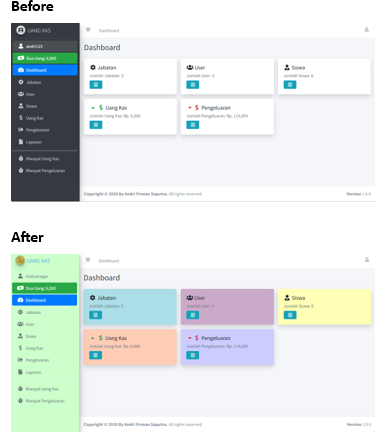 Before
UANG KAS
andri123
Sisa Uang: 6,000
Dashboard
Jabatan
User
Siswa
Uang Kas
Pengeluaran
Laporan
Riwayat Uang Kas
Riwayat Pengeluaran
Dashboard
Dashboard
Jabatan
Jumlah Jabatan: 5
User
Jumlah User: 3
Siswa
Jumlah Siswa: 6
Uang Kas
Jumlah Uang Kas: Rp. 6,000
Pengeluaran
Jumlah Pengeluaran: Rp. 114,000
Copyright © 2020 By Andri Firman Saputra. All rights reserved.
Version 1.0.0
After
UANG KAS
Sisa Uang: 6,000
Dashboard
Jabatan
User
Siswa
Uang Kas
Pengeluaran
Laporan
Riwayat Uang Kas
Riwayat Pengeluaran
Dashboard
Dashboard
Jabatan
Jumlah Jabatan: 5
User
Jumlah User: 3
Siswa
Jumlah Siswa: 6
Uang Kas
Jumlah Uang Kas: Rp. 6,000
Pengeluaran
Jumlah Pengeluaran: Rp. 114,000
Copyright © 2020 By Andri Firman Saputra. All rights reserved.
Version 1.0.0